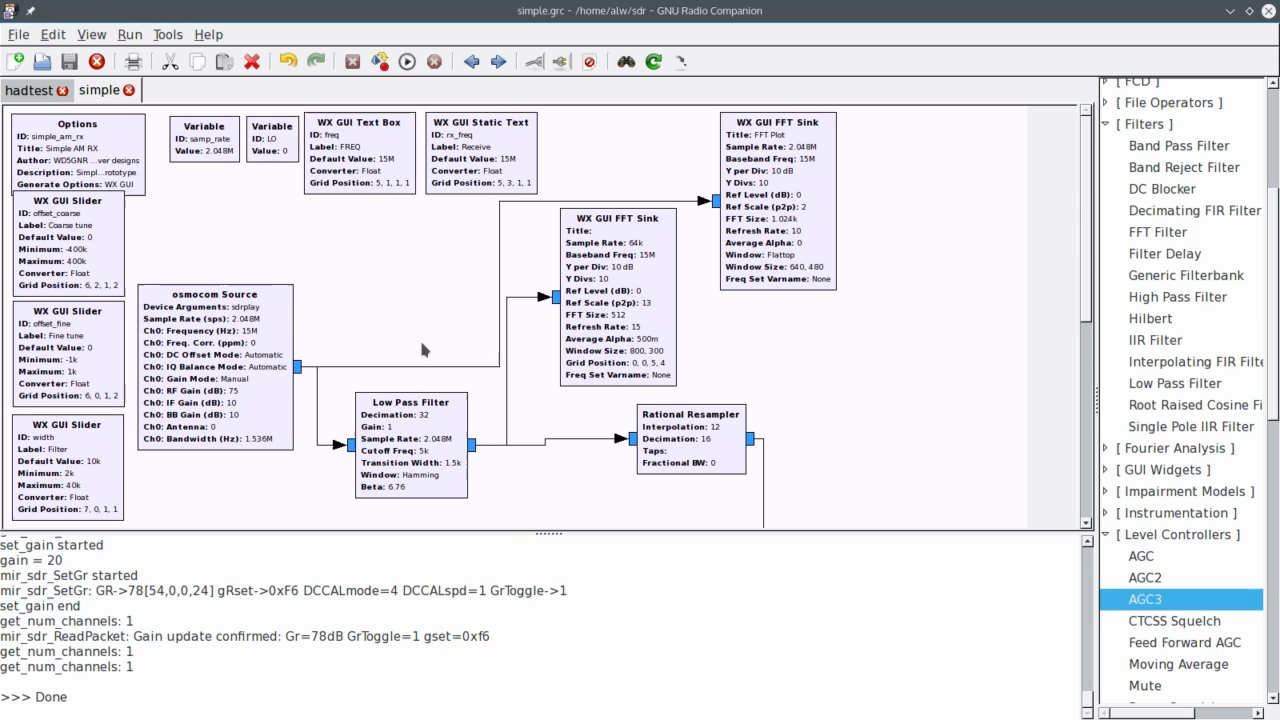 simple.grc - /home/alw/sdr - GNU Radio Companion
File Edit View Run Tools Help
hadtest simple
Options
ID: simple_am_rx
Title: Simple AM RX
Author: WD5GNR ...ver designs
Description: Simpl...rototype
Generate Options: WX GUI
Variable
ID: samp_rate
Value: 2.048M
Variable
ID: LO
Value: 0
WX GUI Text Box
ID: freq
Label: FREQ
Default Value: 15M
Converter: Float
Grid Position: 5, 1, 1, 1
WX GUI Static Text
ID: rx_freq
Label: Receive
Default Value: 15M
Converter: Float
Grid Position: 5, 3, 1, 1
WX GUI FFT Sink
Title: FFT Plot
Sample Rate: 2.048M
Baseband Freq: 15M
Y per Div: 10 dB
Y Divs: 10
Ref Level (dB): 0
Ref Scale (p2p): 2
FFT Size: 1.024k
Refresh Rate: 10
Average Alpha: 0
Window: Flattop
Window Size: 640, 480
Freq Set Varname: None
WX GUI Slider
ID: offset_coarse
Label: Coarse tune
Default Value: 0
Minimum: -400k
Maximum: 400k
Converter: Float
Grid Position: 6, 2, 1, 2
WX GUI FFT Sink
Title:
Sample Rate: 64k
Baseband Freq: 15M
Y per Div: 10 dB
Y Divs: 10
Ref Level (dB): 0
Ref Scale (p2p): 13
FFT Size: 512
Refresh Rate: 15
Average Alpha: 500m
Window Size: 800, 300
Grid Position: 0, 0, 5, 4
Freq Set Varname: None
osmocom Source
Device Arguments: sdrplay
Sample Rate (sps): 2.048M
Ch0: Frequency (Hz): 15M
Ch0: Freq. Corr. (ppm): 0
Ch0: DC Offset Mode: Automatic
Ch0: IQ Balance Mode: Automatic
Ch0: Gain Mode: Manual
Ch0: RF Gain (dB): 75
Ch0: IF Gain (dB): 10
Ch0: BB Gain (dB): 10
Ch0: Antenna: 0
Ch0: Bandwidth (Hz): 1.536M
WX GUI Slider
ID: offset_fine
Label: Fine tune
Default Value: 0
Minimum: -1k
Maximum: 1k
Converter: Float
Grid Position: 6, 0, 1, 2
Low Pass Filter
Decimation: 32
Gain: 1
Sample Rate: 2.048M
Cutoff Freq: 5k
Transition Width: 1.5k
Window: Hamming
Beta: 6.76
Rational Resampler
Interpolation: 12
Decimation: 16
Taps:
Fractional BW: 0
WX GUI Slider
ID: width
Label: Filter
Default Value: 10k
Minimum: 2k
Maximum: 40k
Converter: Float
Grid Position: 7, 0, 1, 1
set_gain started
gain = 20
mir_sdr_SetGr started
mir_sdr_SetGr: GR->78[54,0,0,24] gRset->0xF6 DCCALmode=4 DCCALspd=1 GrToggle->1
set_gain end
get_num_channels: 1
mir_sdr_ReadPacket: Gain update confirmed: Gr=78dB GrToggle=1 gset=0xf6
get_num_channels: 1
get_num_channels: 1
>>> Done
[ FCD ]
[ File Operators ]
[ Filters ]
Band Pass Filter
Band Reject Filter
DC Blocker
Decimating FIR Filter
FFT Filter
Filter Delay
Generic Filterbank
High Pass Filter
Hilbert
IIR Filter
Interpolating FIR Filte
Low Pass Filter
Root Raised Cosine Fi
Single Pole IIR Filter
[ Fourier Analysis ]
[ GUI Widgets ]
[ Impairment Models ]
[ Instrumentation ]
[ Level Controllers ]
AGC
AGC2
AGC3
CTCSS Squelch
Feed Forward AGC
Moving Average
Mute